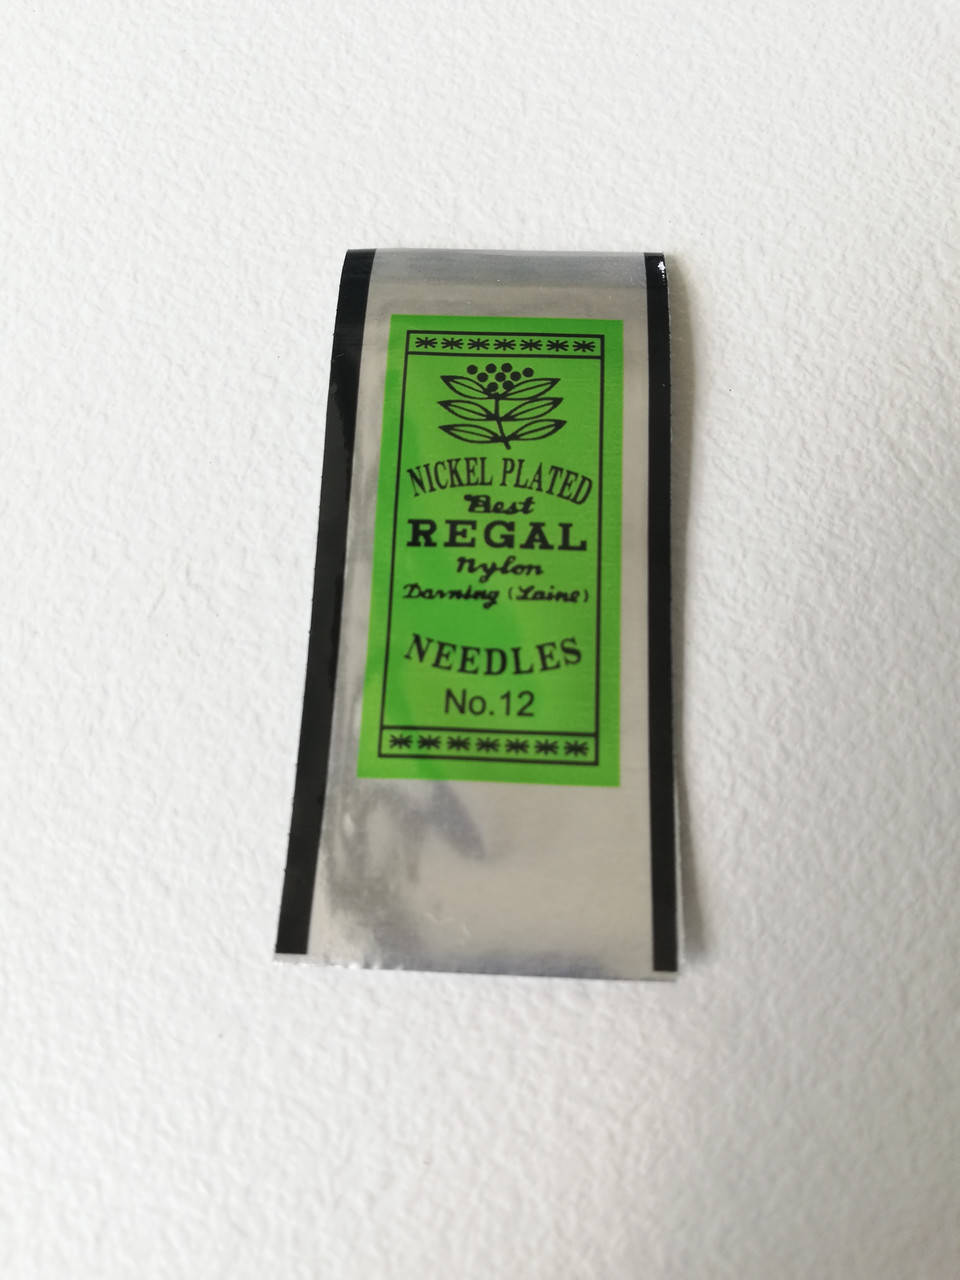 NICKEL PLATED
Best
REGAL
Nylon
Darning (Laine)
NEEDLES
No.12